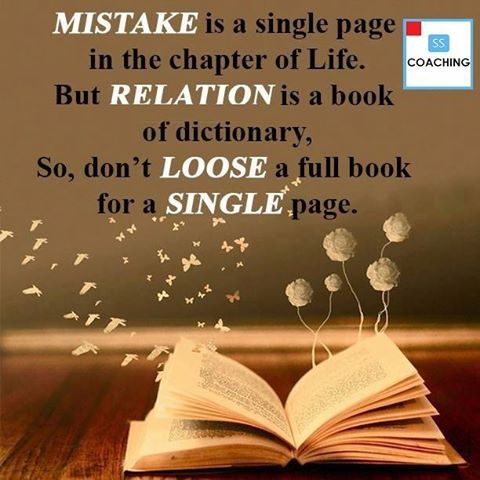 MISTAKE is a single page
in the chapter of Life.
But RELATION is a book
of dictionary,
So, don't LOOSE a full book
for a SINGLE page.
SS
COACHING